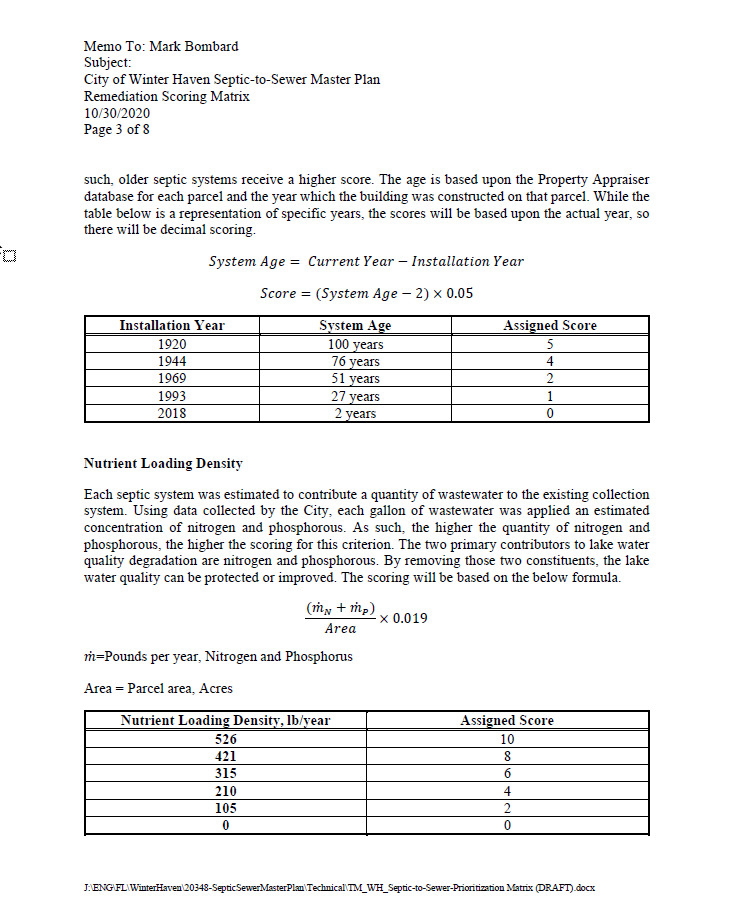 Memo To: Mark Bombard
Subject:
City of Winter Haven Septic-to-Sewer Master Plan
Remediation Scoring Matrix
10/30/2020
Page 3 of 8
such, older septic systems receive a higher score. The age is based upon the Property Appraiser
database for each parcel and the year which the building was constructed on that parcel. While the
table below is a representation of specific years, the scores will be based upon the actual year, so
there will be decimal scoring.
System Age = Current Year − Installation Year
Score = (System Age − 2) × 0.05
Installation Year System Age Assigned Score
1920 100 years 5
1944 76 years 4
1969 51 years 2
1993 27 years 1
2018 2 years 0
Nutrient Loading Density
Each septic system was estimated to contribute a quantity of wastewater to the existing collection
system. Using data collected by the City, each gallon of wastewater was applied an estimated
concentration of nitrogen and phosphorous. As such, the higher the quantity of nitrogen and
phosphorous, the higher the scoring for this criterion. The two primary contributors to lake water
quality degradation are nitrogen and phosphorous. By removing those two constituents, the lake
water quality can be protected or improved. The scoring will be based on the below formula.
(ṁN + ṁP)
× 0.019
Area
ṁ=Pounds per year, Nitrogen and Phosphorus
Area = Parcel area, Acres
Nutrient Loading Density, lb/year Assigned Score
526 10
421 8
315 6
210 4
105 2
0 0
J:\ENG\FL\WinterHaven\20348-SepticSewerMasterPlan\Technical\TM_WH_Septic-to-Sewer-Prioritization Matrix (DRAFT).docx